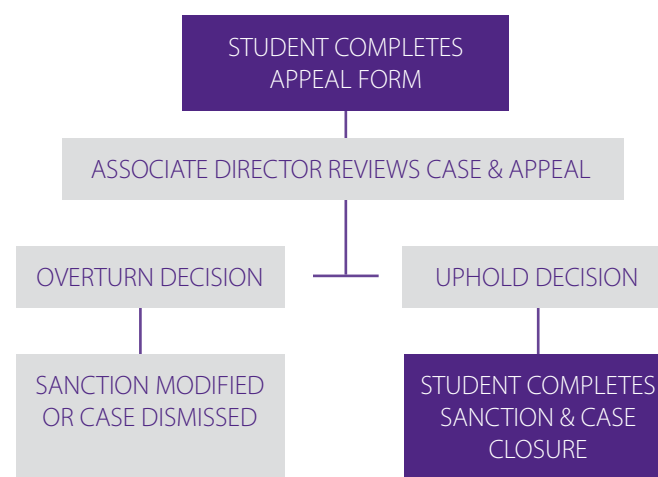 STUDENT COMPLETES
APPEAL FORM
ASSOCIATE DIRECTOR REVIEWS CASE & APPEAL
OVERTURN DECISION
UPHOLD DECISION
SANCTION MODIFIED
OR CASE DISMISSED
STUDENT COMPLETES
SANCTION & CASE
CLOSURE